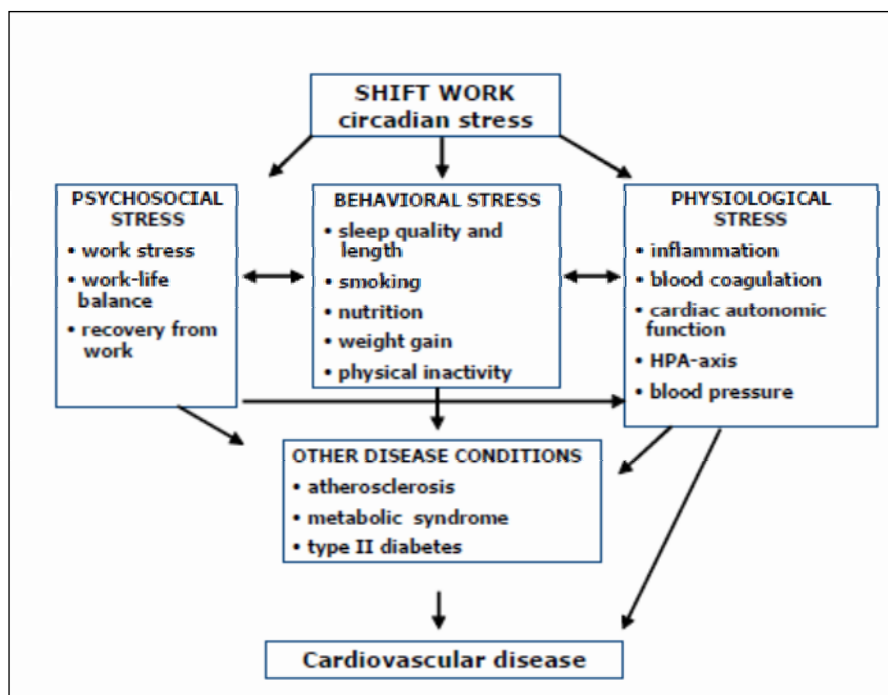 SHIFT WORK
circadian stress
PSYCHOSOCIAL
STRESS
• work stress
• work-life
balance
• recovery from
work
BEHAVIORAL STRESS
• sleep quality and
length
• smoking
• nutrition
• weight gain
• physical inactivity
PHYSIOLOGICAL
STRESS
• inflammation
• blood coagulation
• cardiac autonomic
function
• HPA-axis
• blood pressure
OTHER DISEASE CONDITIONS
• atherosclerosis
• metabolic syndrome
• type II diabetes
Cardiovascular disease